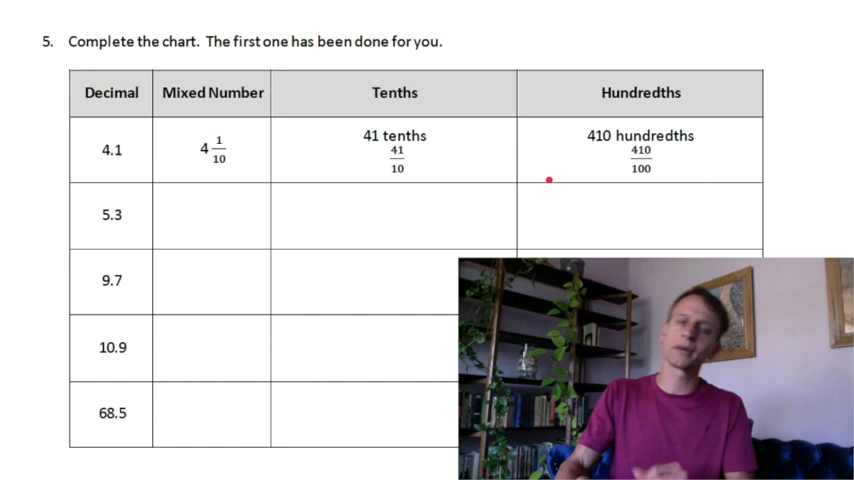 5. Complete the chart. The first one has been done for you.
Decimal Mixed Number Tenths Hundredths
4.1 4 1/10 41 tenths 41/10 410 hundredths 410/100
5.3
9.7
10.9
68.5